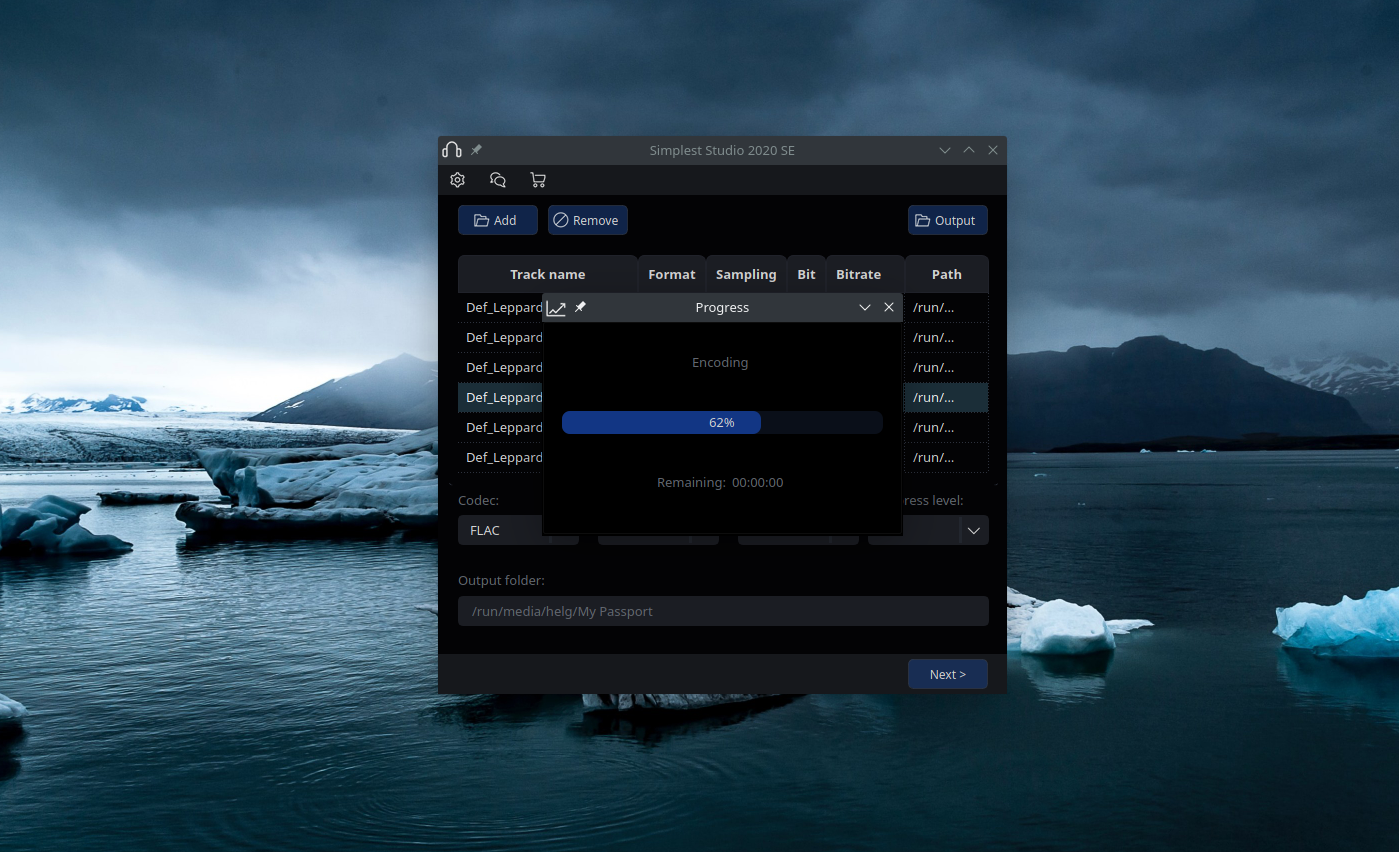 Simplest Studio 2020 SE
Add Remove Output
Track name Format Sampling Bit Bitrate Path
Def_Leppard /run/...
Progress
Def_Leppard /run/...
Encoding
Def_Leppard /run/...
Def_Leppard /run/...
62%
Def_Leppard /run/...
Def_Leppard /run/...
Remaining: 00:00:00
Codec: ress level:
FLAC
Output folder:
/run/media/helg/My Passport
Next >